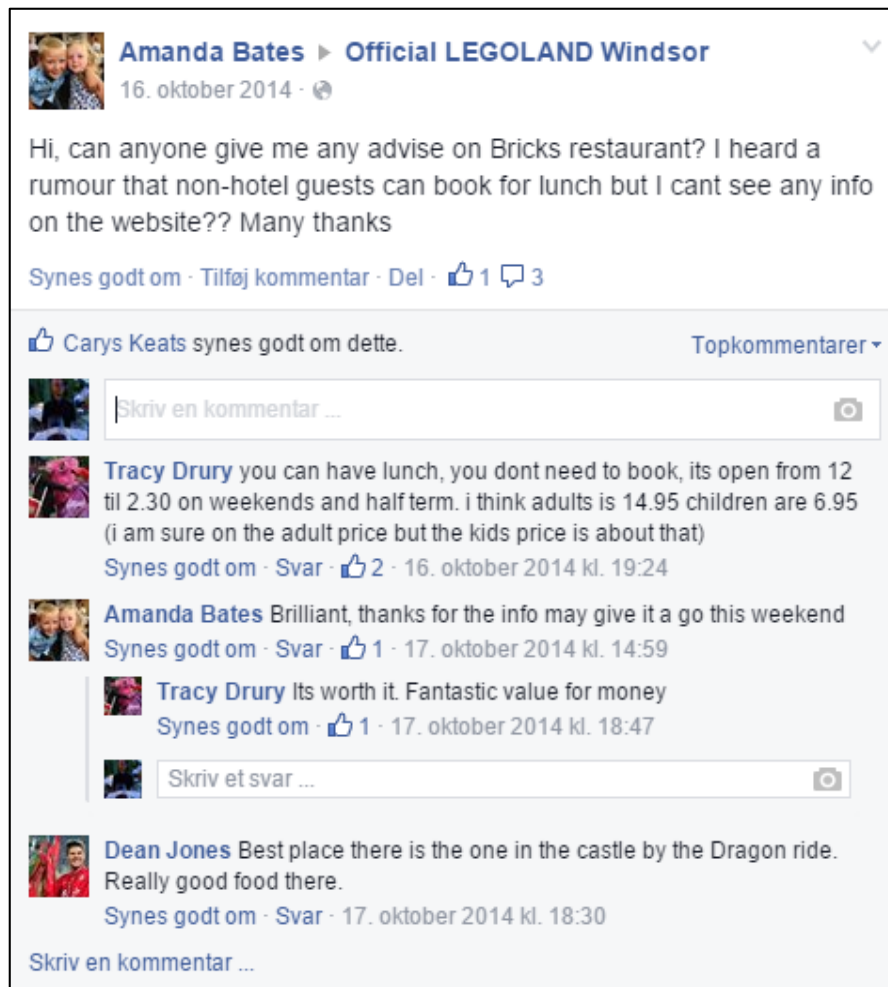 Amanda Bates ▸ Official LEGOLAND Windsor
16. oktober 2014 ·
Hi, can anyone give me any advise on Bricks restaurant? I heard a
rumour that non-hotel guests can book for lunch but I cant see any info
on the website?? Many thanks
Synes godt om · Tilføj kommentar · Del · 1 3
Carys Keats synes godt om dette.
Topkommentarer
Skriv en kommentar ...
Tracy Drury you can have lunch, you dont need to book, its open from 12
til 2.30 on weekends and half term. i think adults is 14.95 children are 6.95
(i am sure on the adult price but the kids price is about that)
Synes godt om · Svar · 2 · 16. oktober 2014 kl. 19:24
Amanda Bates Brilliant, thanks for the info may give it a go this weekend
Synes godt om · Svar · 1 · 17. oktober 2014 kl. 14:59
Tracy Drury Its worth it. Fantastic value for money
Synes godt om · 1 · 17. oktober 2014 kl. 18:47
Skriv et svar ...
Dean Jones Best place there is the one in the castle by the Dragon ride.
Really good food there.
Synes godt om · Svar · 17. oktober 2014 kl. 18:30
Skriv en kommentar ...